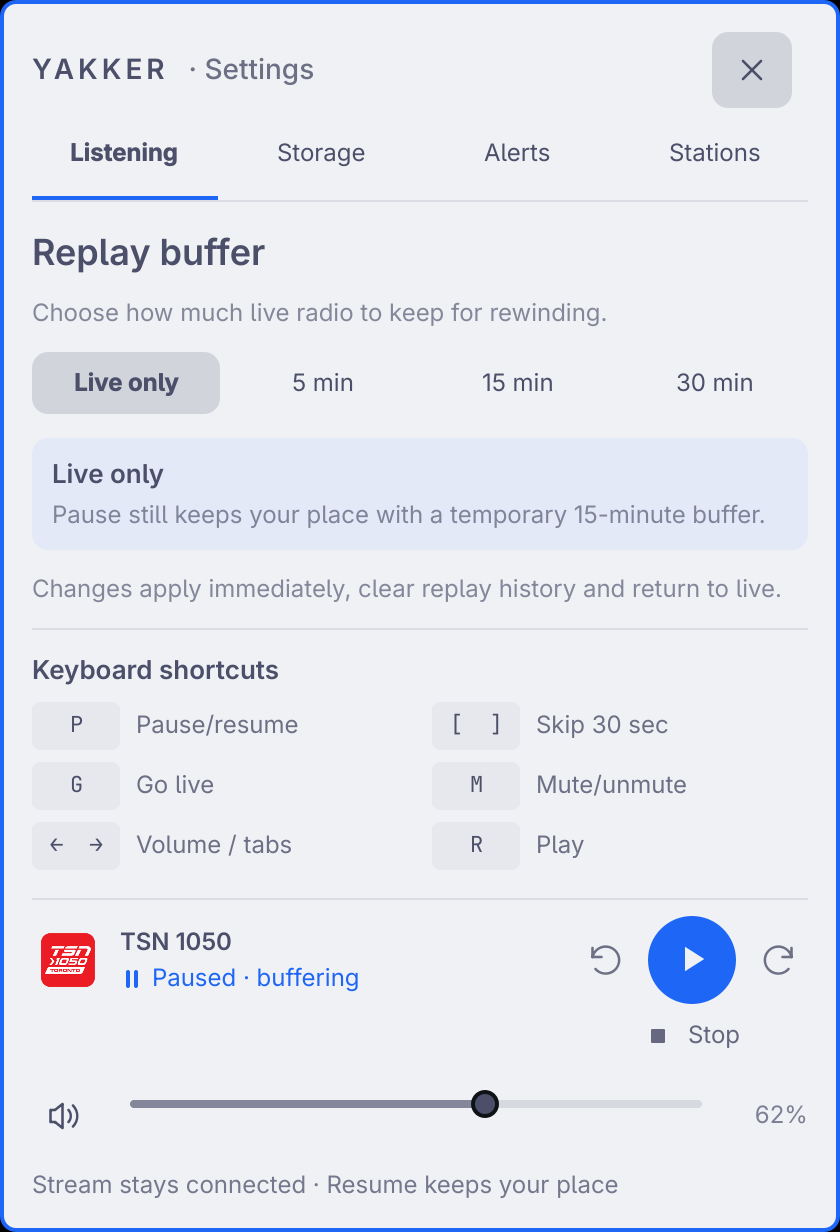 YAKKER · Settings
Listening Storage Alerts Stations
Replay buffer
Choose how much live radio to keep for rewinding.
Live only 5 min 15 min 30 min
Live only
Pause still keeps your place with a temporary 15-minute buffer.
Changes apply immediately, clear replay history and return to live.
Keyboard shortcuts
P Pause/resume [ ] Skip 30 sec
G Go live M Mute/unmute
← → Volume / tabs R Play
TSN
1050
TORONTO
TSN 1050
Paused · buffering
Stop
62%
Stream stays connected · Resume keeps your place